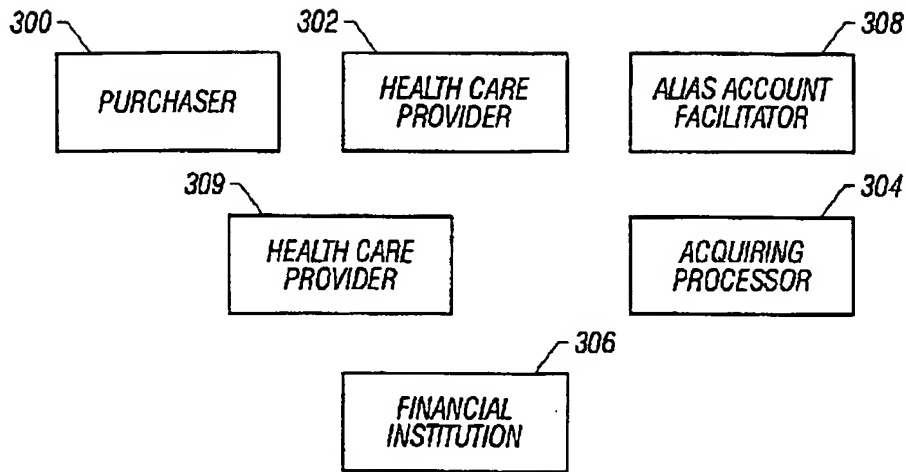 300
PURCHASER
302
HEALTH CARE
PROVIDER
308
ALIAS ACCOUNT
FACILITATOR
309
HEALTH CARE
PROVIDER
304
ACQUIRING
PROCESSOR
306
FINANCIAL
INSTITUTION